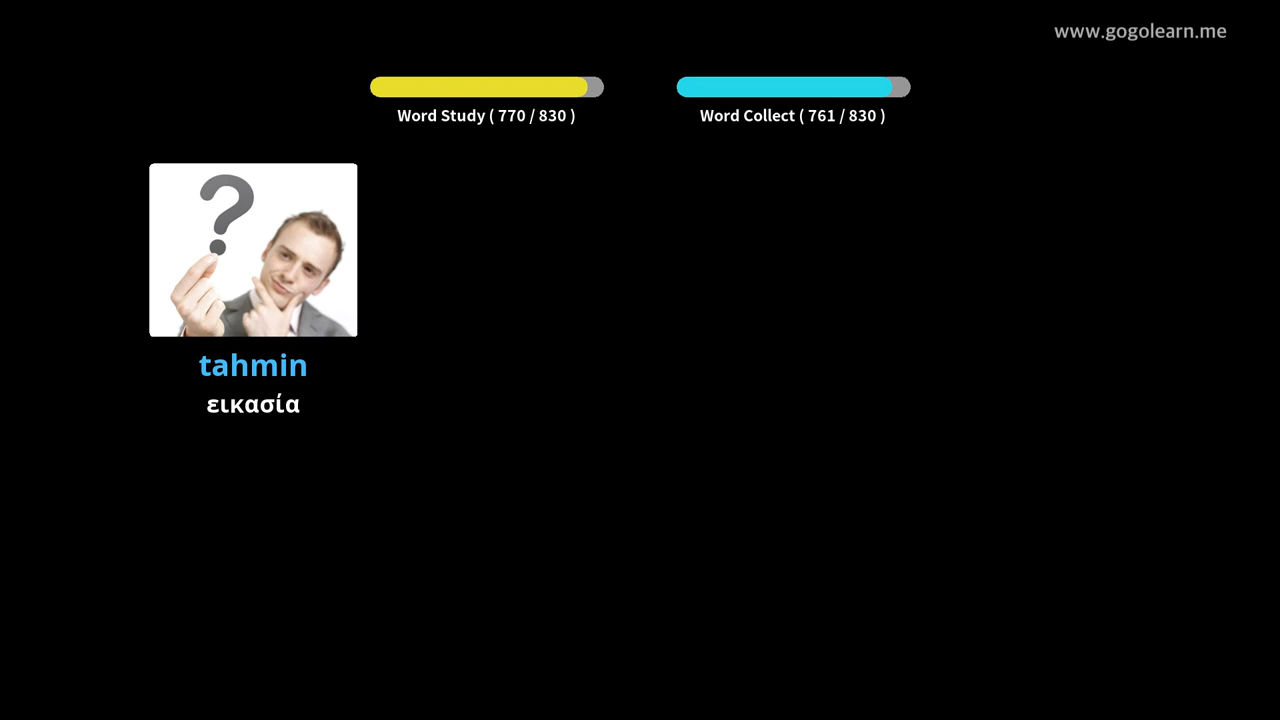 www.gogolearn.me
Word Study ( 770 / 830 )
Word Collect ( 761 / 830 )
?
tahmin
εικασία